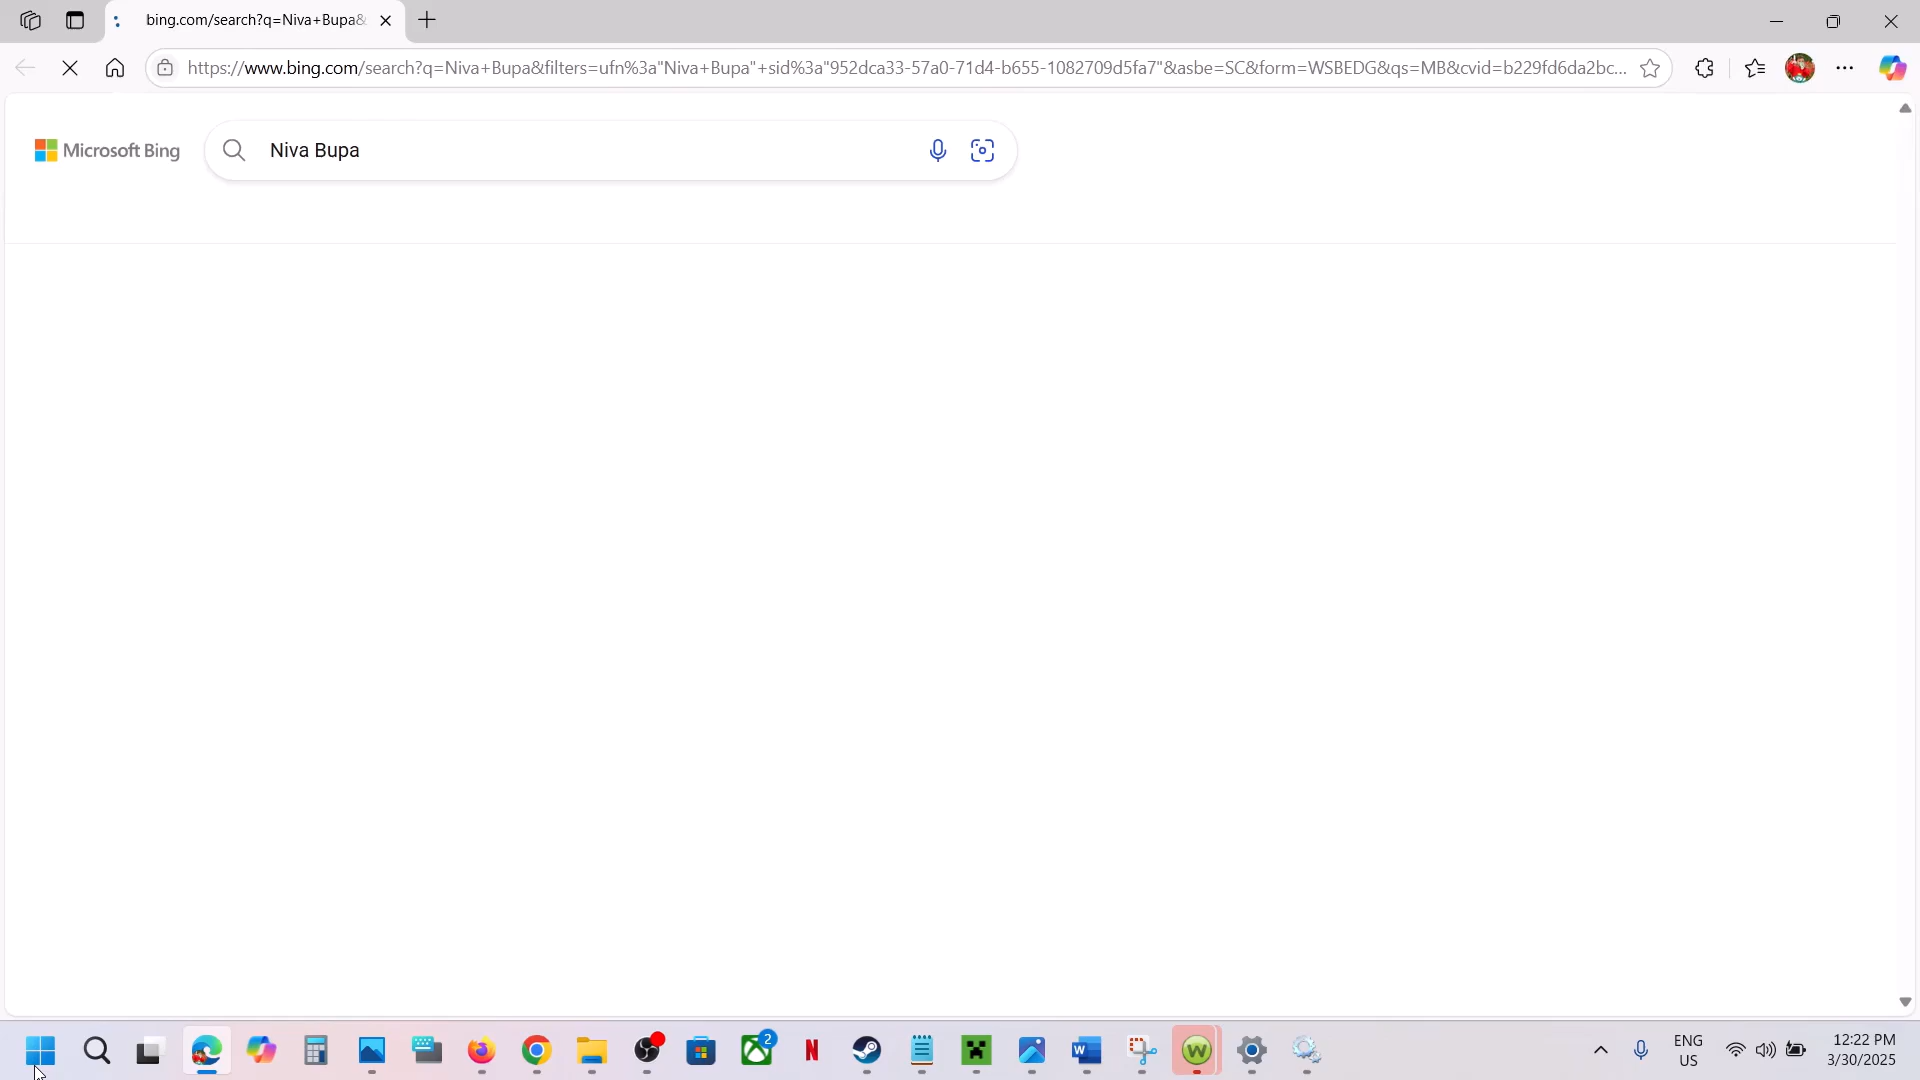 bing.com/search?q=Niva+Bupa&
https://www.bing.com/search?q=Niva+Bupa&filters=ufn%3a"Niva+Bupa"+sid%3a"952dca33-57a0-71d4-b655-1082709d5fa7"&asbe=SC&form=WSBEDG&qs=MB&cvid=b229fd6da2bc...
Microsoft Bing
Niva Bupa
2
ENG
US
12:22 PM
3/30/2025